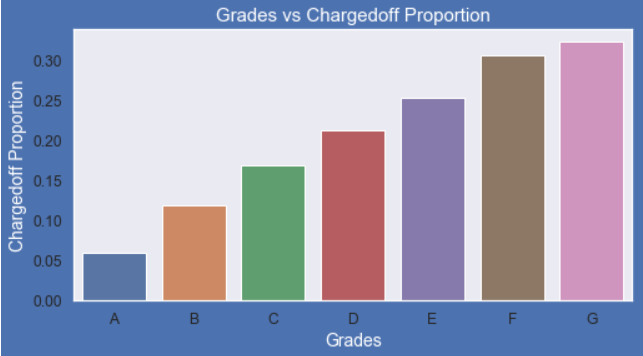 Grades vs Chargedoff Proportion
Chargedoff Proportion
0.30
0.25
0.20
0.15
0.10
0.05
0.00
A B C D E F G
Grades